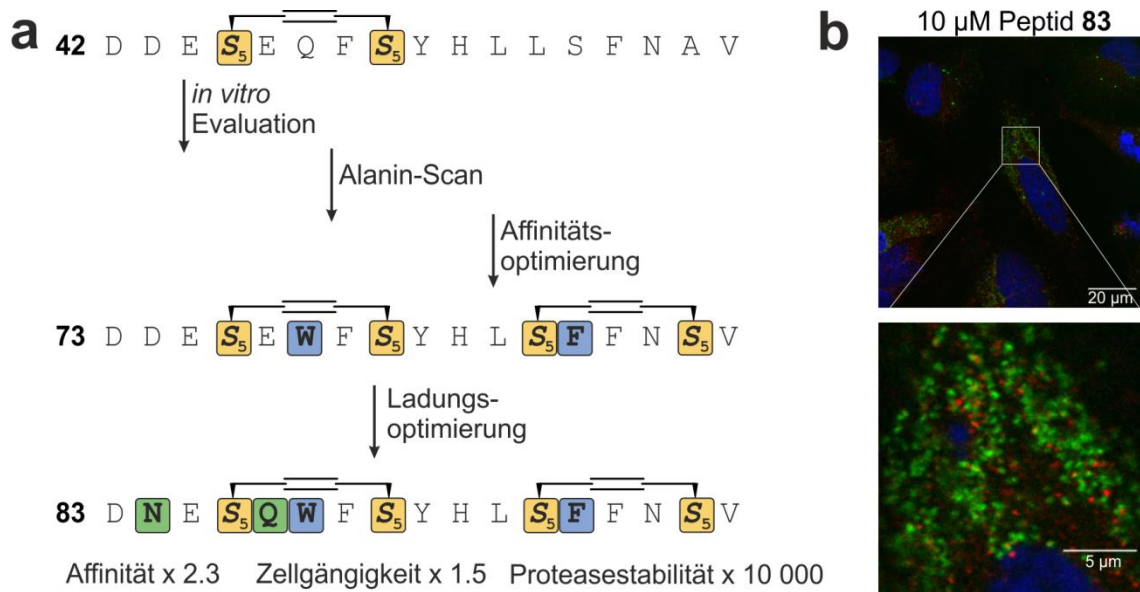 a
42 D D E S5 E Q F S5 Y H L L S F N A V
in vitro
Evaluation
Alanin-Scan
Affinitäts-
optimierung
73 D D E S5 E W F S5 Y H L S5 F F N S5 V
Ladungs-
optimierung
83 D N E S5 Q W F S5 Y H L S5 F F N S5 V
Affinität x 2.3 Zellgängigkeit x 1.5 Proteasestabilität x 10 000
b
10 µM Peptid 83
20 µm
5 µm